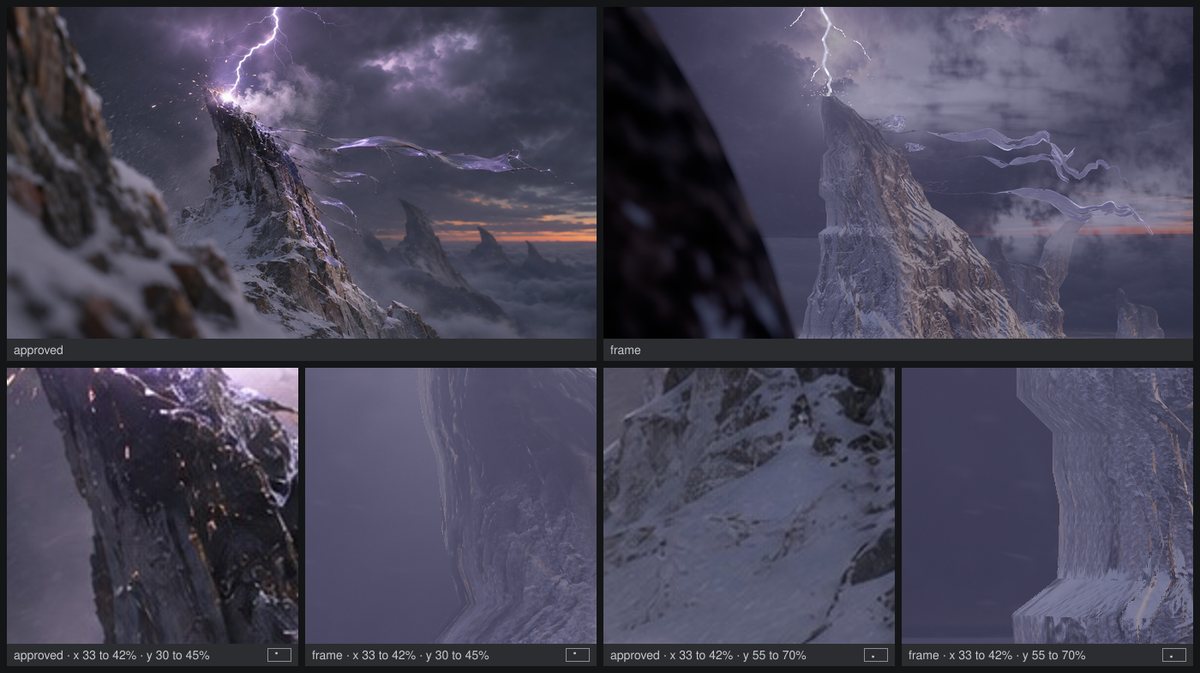 approved
frame
approved · x 33 to 42% · y 30 to 45%
frame · x 33 to 42% · y 30 to 45%
approved · x 33 to 42% · y 55 to 70%
frame · x 33 to 42% · y 55 to 70%